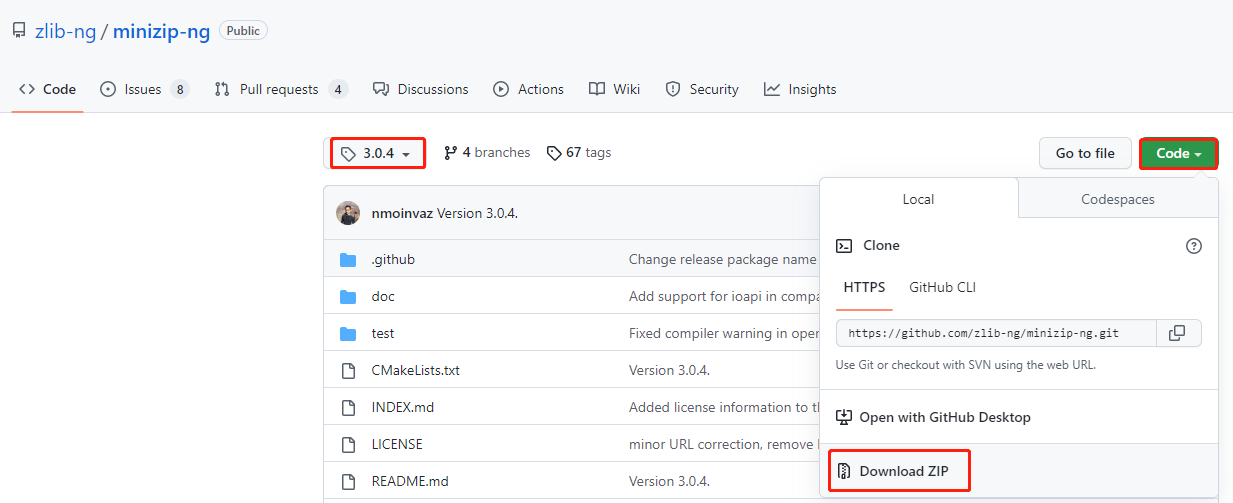 zlib-ng / minizip-ng Public
Code Issues 8 Pull requests 4 Discussions Actions Wiki Security Insights
3.0.4 4 branches 67 tags Go to file Code
nmoinvaz Version 3.0.4.
Local Codespaces
Clone
HTTPS GitHub CLI
https://github.com/zlib-ng/minizip-ng.git
Use Git or checkout with SVN using the web URL.
Open with GitHub Desktop
Download ZIP
.github Change release package name
doc Add support for ioapi in compa
test Fixed compiler warning in open
CMakeLists.txt Version 3.0.4.
INDEX.md Added license information to th
LICENSE minor URL correction, remove
README.md Version 3.0.4.